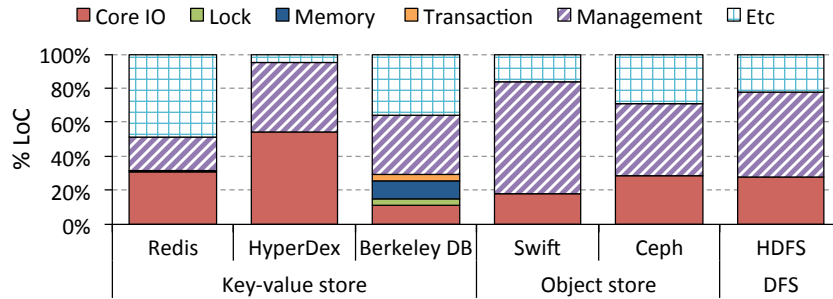 Core IO Lock Memory Transaction Management Etc
100%
80%
60%
40%
20%
0%
% LoC
Redis HyperDex Berkeley DB Swift Ceph HDFS
Key-value store Object store DFS